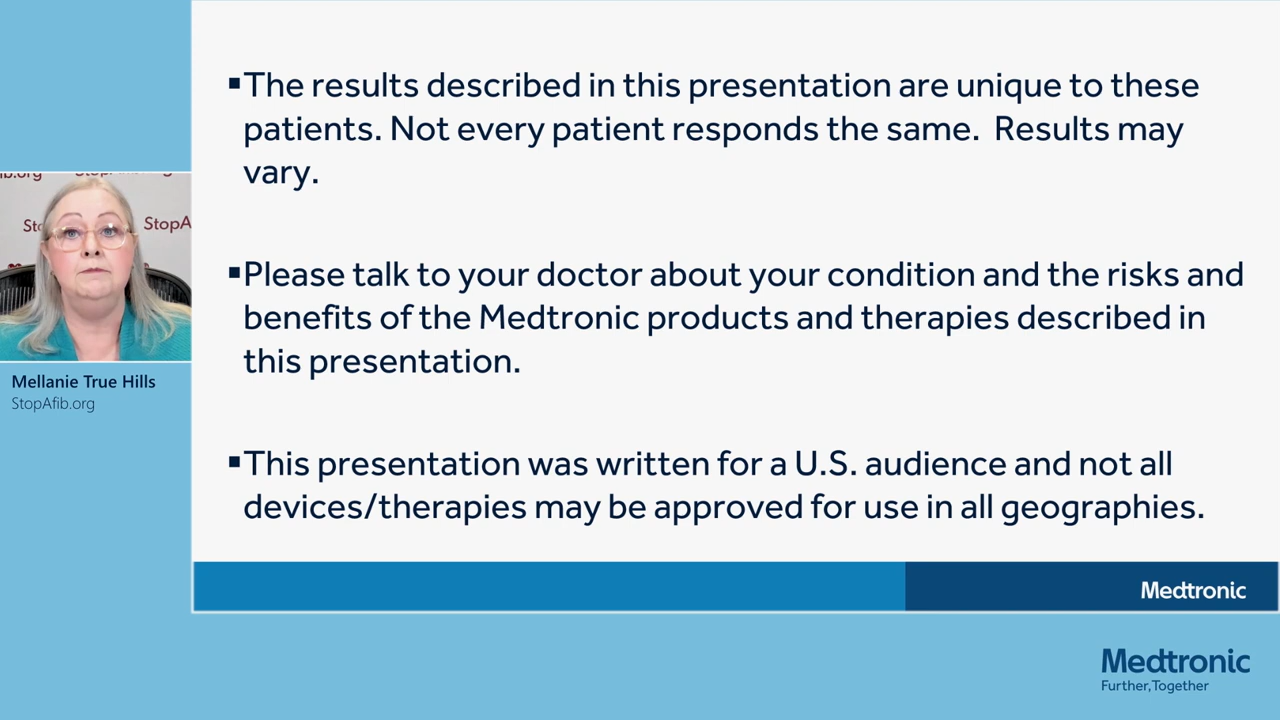 ▪The results described in this presentation are unique to these
patients. Not every patient responds the same. Results may
vary.
▪Please talk to your doctor about your condition and the risks and
benefits of the Medtronic products and therapies described in
this presentation.
▪This presentation was written for a U.S. audience and not all
devices/therapies may be approved for use in all geographies.
Medtronic
StopA
Mellanie True Hills
StopAfib.org
Medtronic
Further, Together